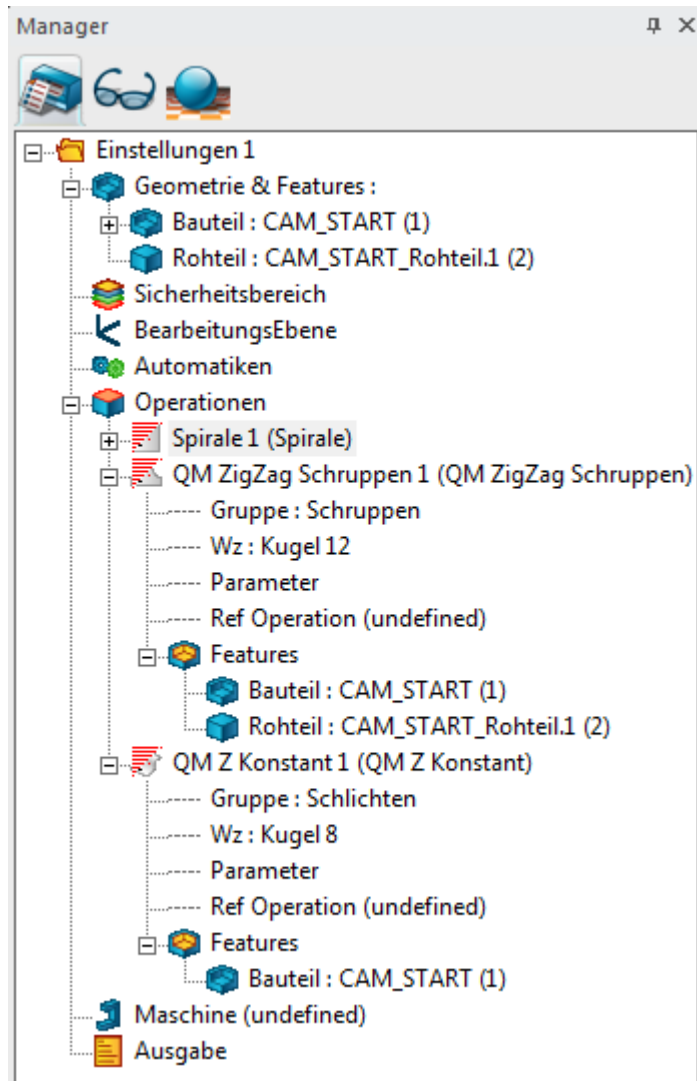 Manager
Einstellungen 1
Geometrie & Features :
Bauteil : CAM_START (1)
Rohteil : CAM_START_Rohteil.1 (2)
Sicherheitsbereich
BearbeitungsEbene
Automatiken
Operationen
Spirale 1 (Spirale)
QM ZigZag Schruppen 1 (QM ZigZag Schruppen)
Gruppe : Schruppen
Wz : Kugel 12
Parameter
Ref Operation (undefined)
Features
Bauteil : CAM_START (1)
Rohteil : CAM_START_Rohteil.1 (2)
QM Z Konstant 1 (QM Z Konstant)
Gruppe : Schlichten
Wz : Kugel 8
Parameter
Ref Operation (undefined)
Features
Bauteil : CAM_START (1)
Maschine (undefined)
Ausgabe